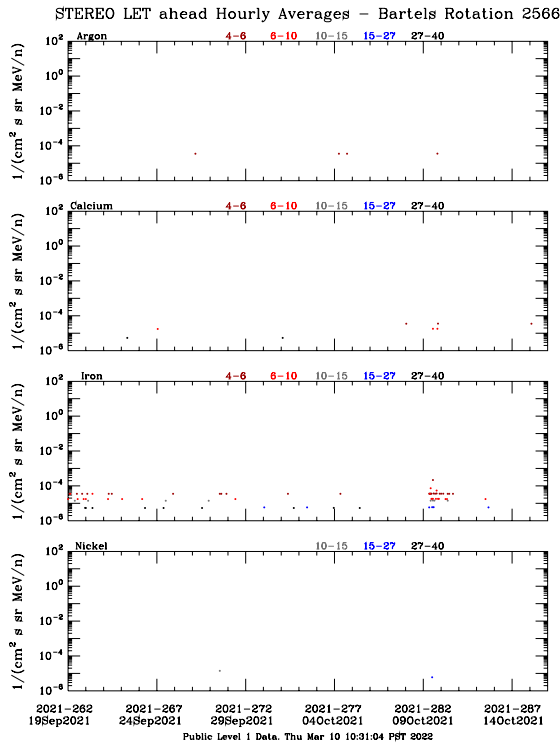 STEREO LET ahead Hourly Averages – Bartels Rotation 2566
Argon 4–6 6–10 10–15 15–27 27–40
1/(cm² s sr MeV/n)
10² 10⁰ 10⁻² 10⁻⁴ 10⁻⁶
Calcium 4–6 6–10 10–15 15–27 27–40
1/(cm² s sr MeV/n)
10² 10⁰ 10⁻² 10⁻⁴ 10⁻⁶
Iron 4–6 6–10 10–15 15–27 27–40
1/(cm² s sr MeV/n)
10² 10⁰ 10⁻² 10⁻⁴ 10⁻⁶
Nickel 10–15 15–27 27–40
1/(cm² s sr MeV/n)
10² 10⁰ 10⁻² 10⁻⁴ 10⁻⁶
2021–262 2021–267 2021–272 2021–277 2021–282 2021–287
19Sep2021 24Sep2021 29Sep2021 04Oct2021 09Oct2021 14Oct2021
Public Level 1 Data, Thu Mar 10 10:31:04 PST 2022